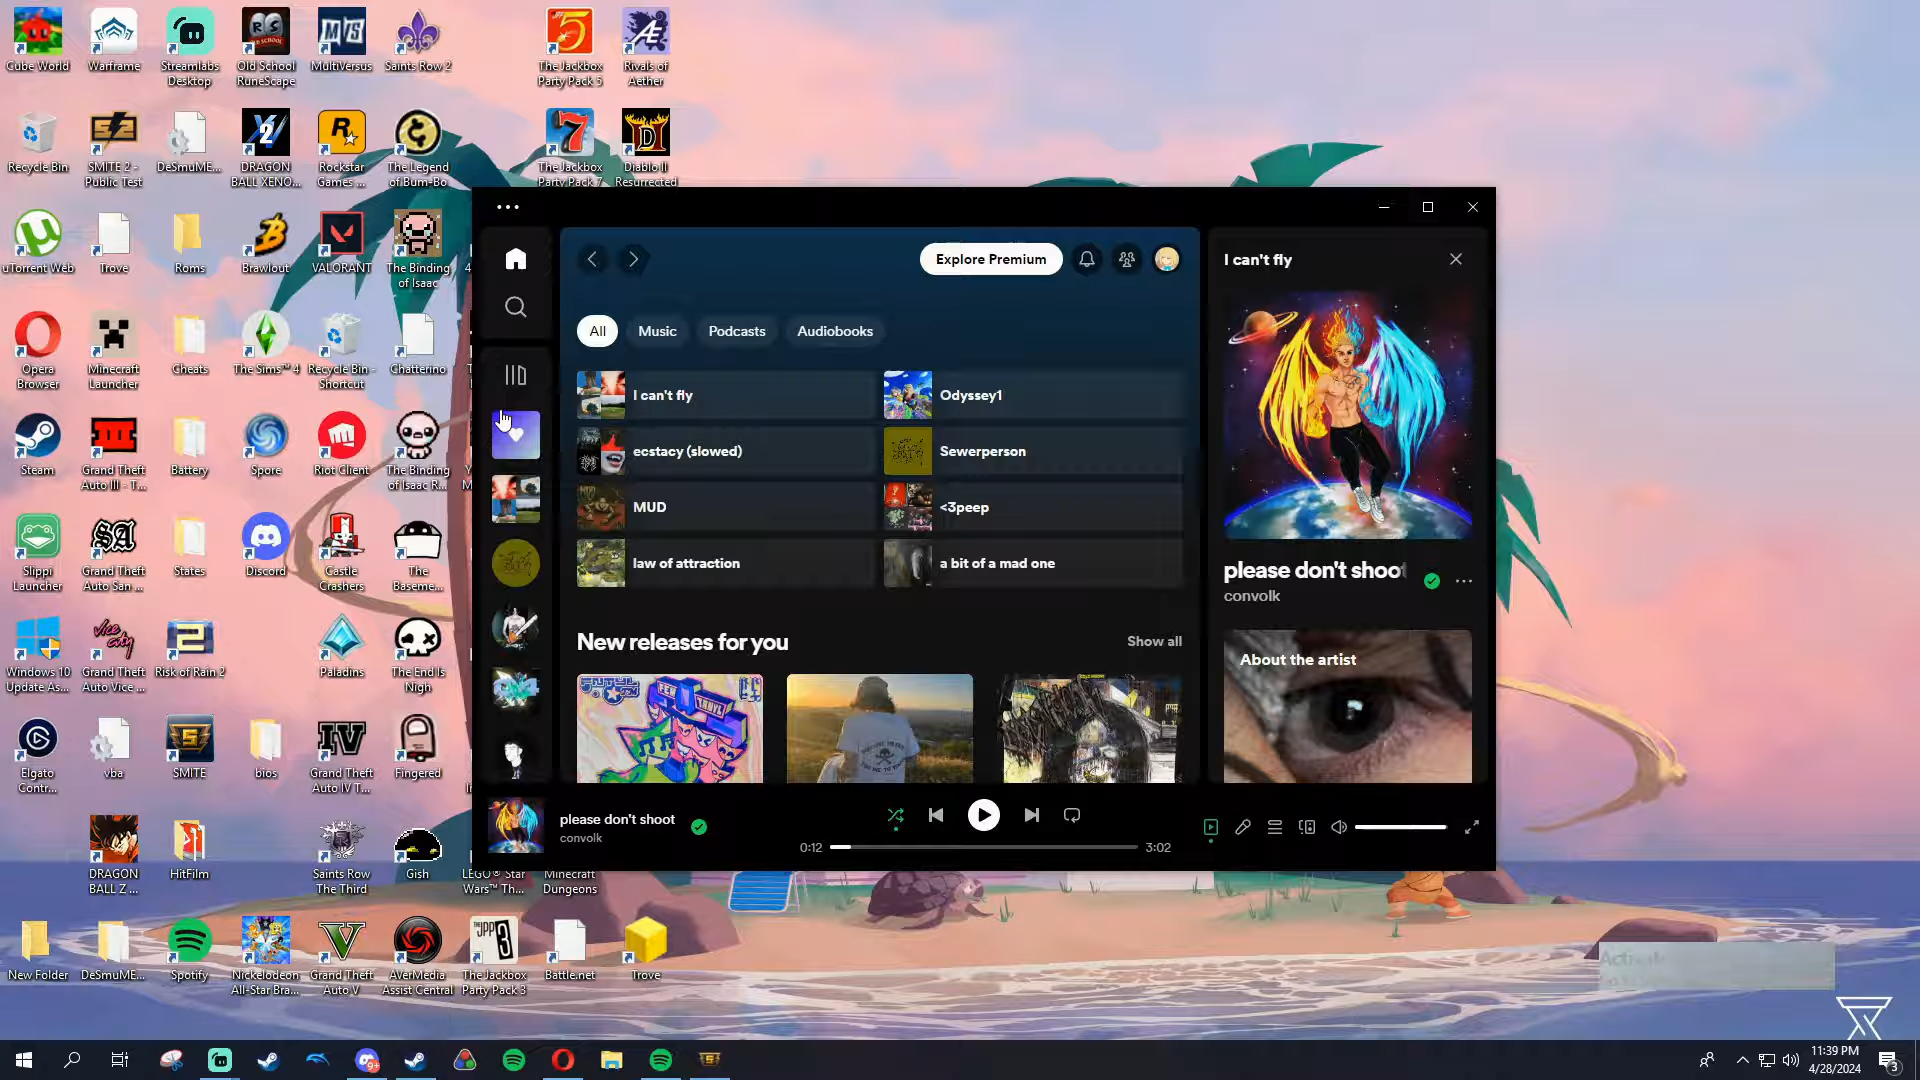 Cube World
Warframe
Streamlabs
Desktop
Old School
RuneScape
MultiVersus
Saints Row 2
The Jackbox
Party Pack 5
Rivals of
Aether
Recycle Bin
SMITE 2 -
Public Test
DeSmuME...
DRAGON
BALL XENO...
Rockstar
Games ...
The Legend
of Bum-Bo
The Jackbox
Party Pack 7
Diablo II
Resurrected
uTorrent Web
Trove
Roms
Brawlout
VALORANT
The Binding
of Isaac
Opera
Browser
Minecraft
Launcher
Cheats
The Sims™ 4
Recycle Bin -
Shortcut
Chatterino
Steam
Grand Theft
Auto III - T...
Battery
Spore
Riot Client
The Binding
of Isaac R...
Slippi
Launcher
Grand Theft
Auto San ...
States
Discord
Castle
Crashers
The
Baseme...
Windows 10
Update As...
Grand Theft
Auto Vice ...
Risk of Rain 2
Paladins
The End Is
Nigh
Elgato
Contr...
vba
SMITE
bios
Grand Theft
Auto IV T...
Fingered
DRAGON
BALL Z ...
HitFilm
Saints Row
The Third
Gish
LEGO® Star
Wars™ Th...
Minecraft
Dungeons
New Folder
DeSmuME...
Spotify
Nickelodeon
All-Star Bra...
Grand Theft
Auto V
AVerMedia
Assist Central
The Jackbox
Party Pack 3
Battle.net
Trove
Explore Premium
All
Music
Podcasts
Audiobooks
I can't fly
Odyssey1
ecstacy (slowed)
Sewerperson
MUD
<3peep
law of attraction
a bit of a mad one
New releases for you
Show all
I can't fly
please don't shoot
convolk
About the artist
please don't shoot
convolk
0:12
3:02
11:39 PM
4/28/2024
3